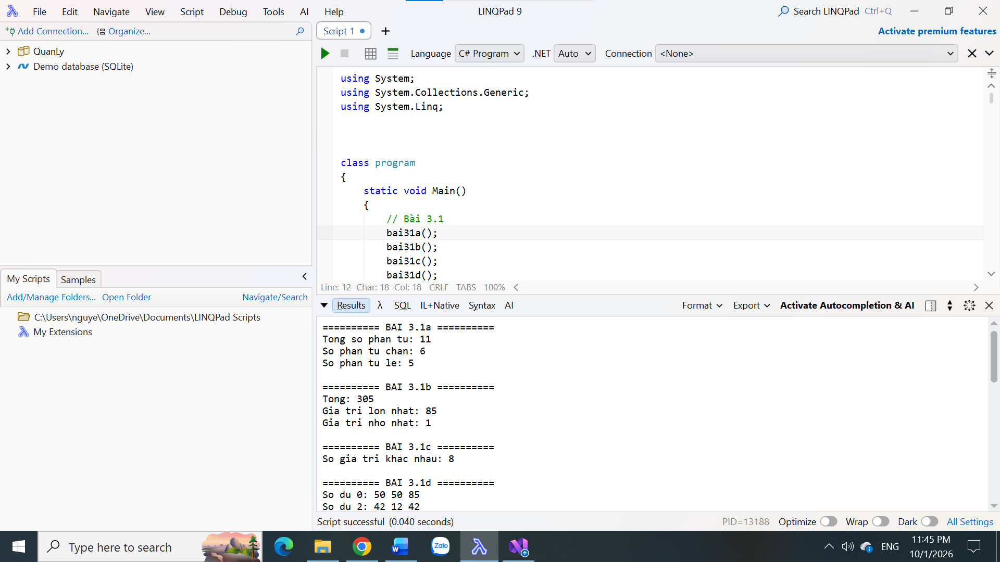 File Edit Navigate View Script Debug Tools AI Help LINQPad 9 Search LINQPad Ctrl+Q
Add Connection... Organize...
QuanLy
Demo database (SQLite)
My Scripts Samples
Add/Manage Folders... Open Folder Navigate/Search
C:\Users\nguye\OneDrive\Documents\LINQPad Scripts
My Extensions
Script 1
Activate premium features
Language C# Program .NET Auto Connection <None>
using System;
using System.Collections.Generic;
using System.Linq;
class program
{
static void Main()
{
// Bài 3.1
bai31a();
bai31b();
bai31c();
bai31d();
Line: 12 Char: 18 Col: 18 CRLF TABS 100%
Results λ SQL IL+Native Syntax AI Format Export Activate Autocompletion & AI
========== BAI 3.1a ==========
Tong so phan tu: 11
So phan tu chan: 6
So phan tu le: 5
========== BAI 3.1b ==========
Tong: 305
Gia tri lon nhat: 85
Gia tri nho nhat: 1
========== BAI 3.1c ==========
So gia tri khac nhau: 8
========== BAI 3.1d ==========
So du 0: 50 50 85
So du 2: 42 12 42
Script successful (0.040 seconds)
PID=13188 Optimize Wrap Dark All Settings
Type here to search
Zalo
ENG
11:45 PM
10/1/2026